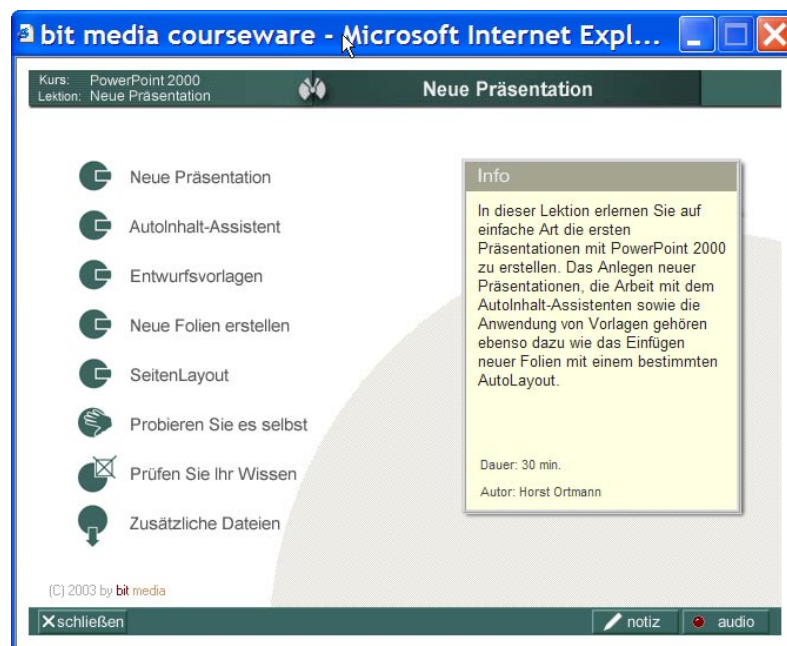 bit media courseware - Microsoft Internet Expl...
Kurs: PowerPoint 2000
Lektion: Neue Präsentation
Neue Präsentation
Neue Präsentation
AutoInhalt-Assistent
Entwurfsvorlagen
Neue Folien erstellen
SeitenLayout
Probieren Sie es selbst
Prüfen Sie Ihr Wissen
Zusätzliche Dateien
Info
In dieser Lektion erlernen Sie auf
einfache Art die ersten
Präsentationen mit PowerPoint 2000
zu erstellen. Das Anlegen neuer
Präsentationen, die Arbeit mit dem
AutoInhalt-Assistenten sowie die
Anwendung von Vorlagen gehören
ebenso dazu wie das Einfügen
neuer Folien mit einem bestimmten
AutoLayout.
Dauer: 30 min.
Autor: Horst Ortmann
(C) 2003 by bit media
schließen
notiz
audio